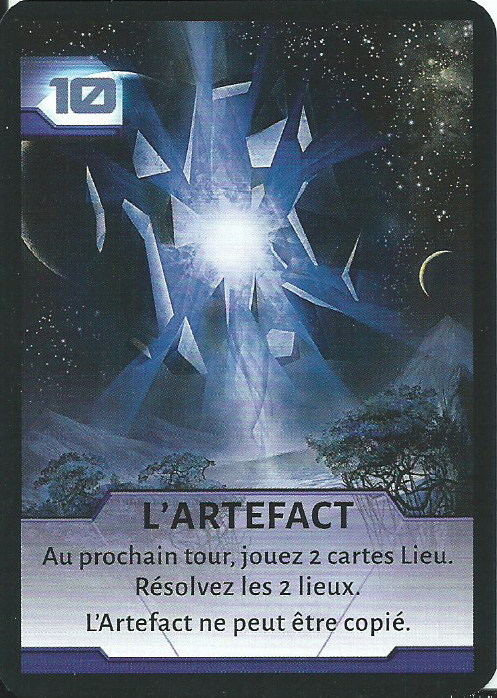 10
L'ARTEFACT
Au prochain tour, jouez 2 cartes Lieu.
Résolvez les 2 lieux.
L'Artefact ne peut être copié.